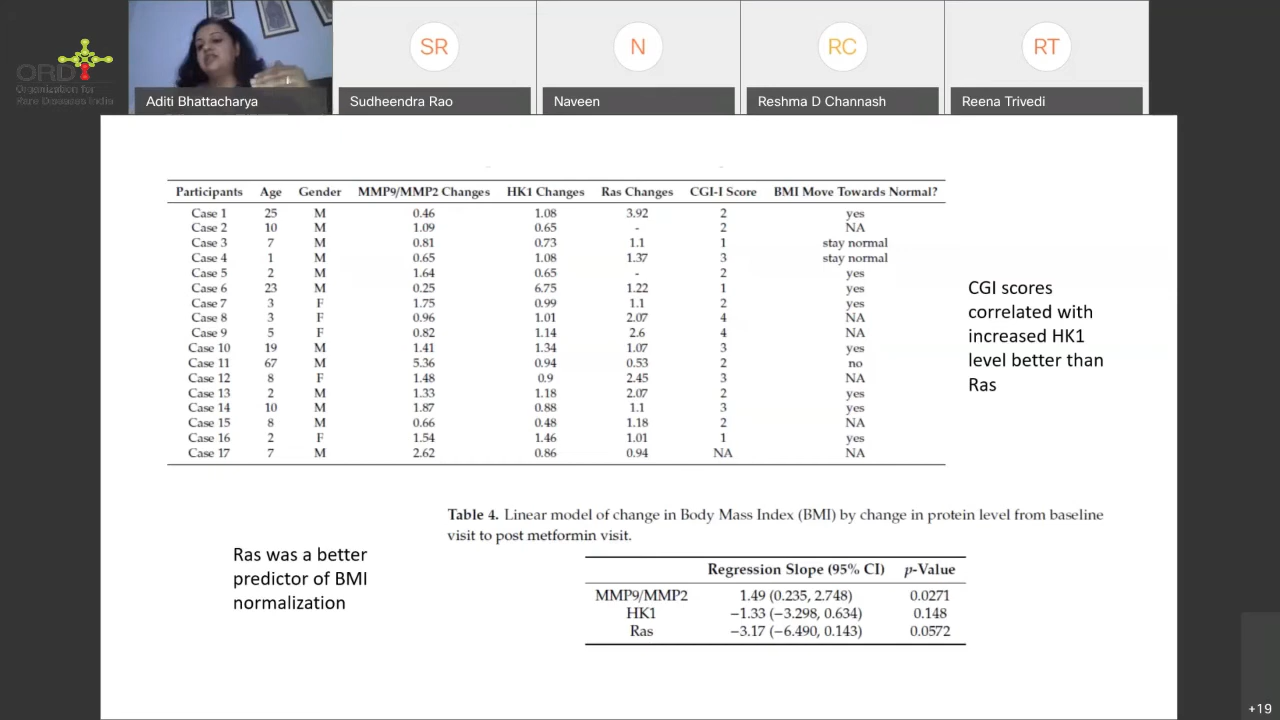 ORDI
Organization for
Rare Diseases India
Aditi Bhattacharya
SR
Sudheendra Rao
N
Naveen
RC
Reshma D Channash
RT
Reena Trivedi
Participants Age Gender MMP9/MMP2 Changes HK1 Changes Ras Changes CGI-I Score BMI Move Towards Normal?
Case 1 25 M 0.46 1.08 3.92 2 yes
Case 2 10 M 1.09 0.65 - 2 NA
Case 3 7 M 0.81 0.73 1.1 1 stay normal
Case 4 1 M 0.65 1.08 1.37 3 stay normal
Case 5 2 M 1.64 0.65 - 2 yes
Case 6 23 M 0.25 6.75 1.22 1 yes
Case 7 3 F 1.75 0.99 1.1 2 yes
Case 8 3 F 0.96 1.01 2.07 4 NA
Case 9 5 F 0.82 1.14 2.6 4 NA
Case 10 19 M 1.41 1.34 1.07 3 yes
Case 11 67 M 5.36 0.94 0.53 2 no
Case 12 8 F 1.48 0.9 2.45 3 NA
Case 13 2 M 1.33 1.18 2.07 2 yes
Case 14 10 M 1.87 0.88 1.1 3 yes
Case 15 8 M 0.66 0.48 1.18 2 NA
Case 16 2 F 1.54 1.46 1.01 1 yes
Case 17 7 M 2.62 0.86 0.94 NA NA
CGI scores
correlated with
increased HK1
level better than
Ras
Table 4. Linear model of change in Body Mass Index (BMI) by change in protein level from baseline
visit to post metformin visit.
Ras was a better
predictor of BMI
normalization
Regression Slope (95% CI) p-Value
MMP9/MMP2 1.49 (0.235, 2.748) 0.0271
HK1 −1.33 (−3.298, 0.634) 0.148
Ras −3.17 (−6.490, 0.143) 0.0572
+19